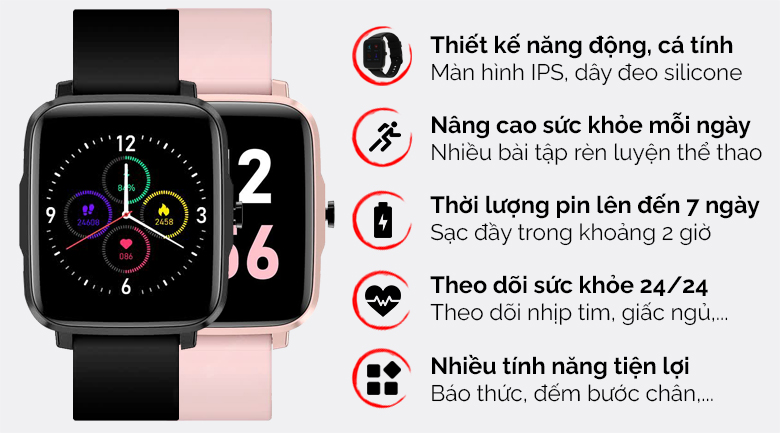 12
84%
9
24608
2458
3
086
6
2
56
Thiết kế năng động, cá tính
Màn hình IPS, dây đeo silicone
Nâng cao sức khỏe mỗi ngày
Nhiều bài tập rèn luyện thể thao
Thời lượng pin lên đến 7 ngày
Sạc đầy trong khoảng 2 giờ
Theo dõi sức khỏe 24/24
Theo dõi nhịp tim, giấc ngủ,...
Nhiều tính năng tiện lợi
Báo thức, đếm bước chân,...